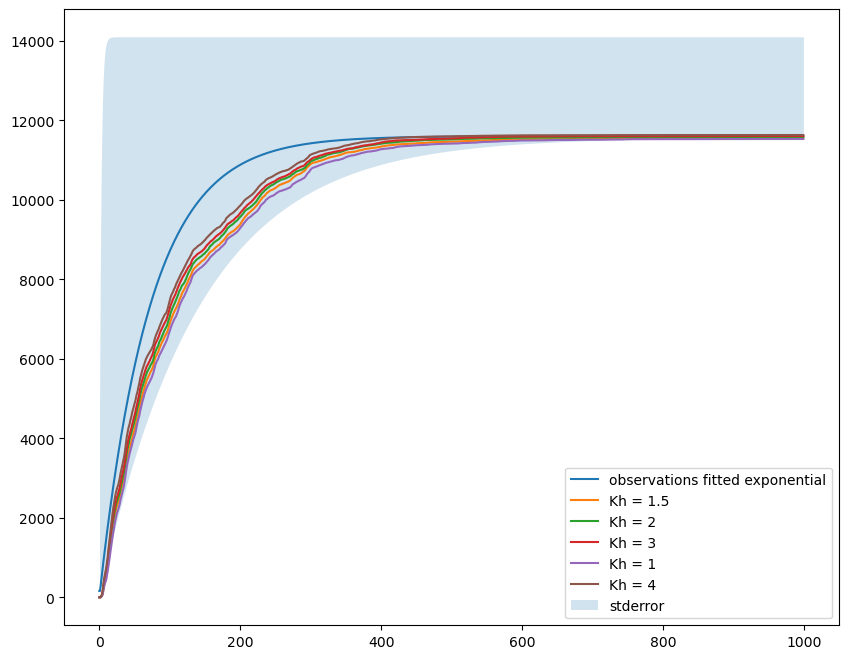 14000
12000
10000
8000
6000
4000
2000
0
observations fitted exponential
Kh = 1.5
Kh = 2
Kh = 3
Kh = 1
Kh = 4
stderror
0 200 400 600 800 1000